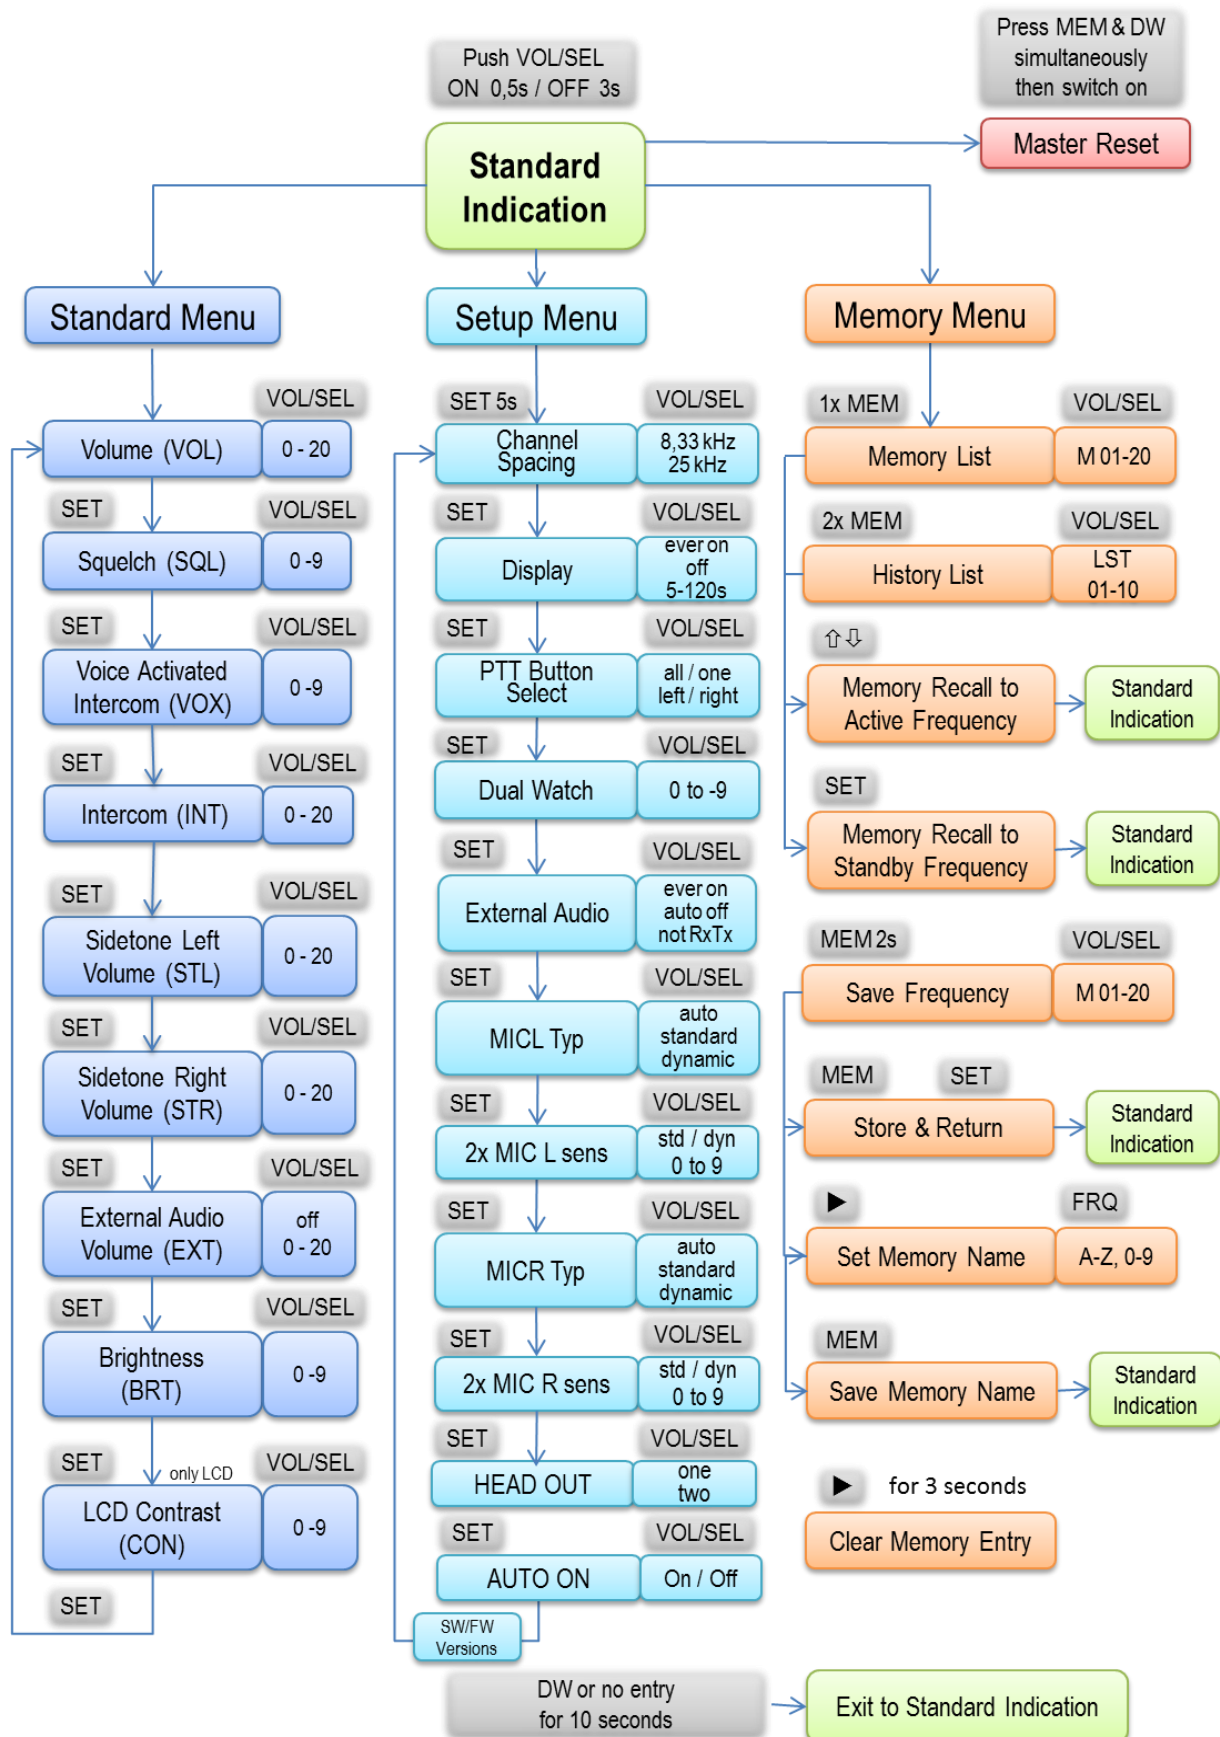 Push VOL/SEL
ON 0,5s / OFF 3s
Press MEM & DW
simultaneously
then switch on
Standard
Indication
Master Reset
Standard Menu
VOL/SEL
Volume (VOL)
0 - 20
SET
VOL/SEL
Squelch (SQL)
0 -9
SET
VOL/SEL
Voice Activated
Intercom (VOX)
0 -9
SET
VOL/SEL
Intercom (INT)
0 - 20
SET
VOL/SEL
Sidetone Left
Volume (STL)
0 - 20
SET
VOL/SEL
Sidetone Right
Volume (STR)
0 - 20
SET
VOL/SEL
External Audio
Volume (EXT)
off
0 - 20
SET
VOL/SEL
Brightness
(BRT)
0 -9
SET
only LCD
VOL/SEL
LCD Contrast
(CON)
0 -9
SET
Setup Menu
SET 5s
VOL/SEL
Channel
Spacing
8,33 kHz
25 kHz
SET
VOL/SEL
Display
ever on
off
5-120s
SET
VOL/SEL
PTT Button
Select
all / one
left / right
SET
VOL/SEL
Dual Watch
0 to -9
SET
VOL/SEL
External Audio
ever on
auto off
not RxTx
SET
VOL/SEL
MICL Typ
auto
standard
dynamic
SET
VOL/SEL
2x MIC L sens
std / dyn
0 to 9
SET
VOL/SEL
MICR Typ
auto
standard
dynamic
SET
VOL/SEL
2x MIC R sens
std / dyn
0 to 9
SET
VOL/SEL
HEAD OUT
one
two
SET
VOL/SEL
AUTO ON
On / Off
SW/FW
Versions
Memory Menu
1x MEM
VOL/SEL
Memory List
M 01-20
2x MEM
VOL/SEL
History List
LST
01-10
⇧⇩
Memory Recall to
Active Frequency
Standard
Indication
SET
Memory Recall to
Standby Frequency
Standard
Indication
MEM 2s
VOL/SEL
Save Frequency
M 01-20
MEM
SET
Store & Return
Standard
Indication
▶
FRQ
Set Memory Name
A-Z, 0-9
MEM
Save Memory Name
Standard
Indication
▶ for 3 seconds
Clear Memory Entry
DW or no entry
for 10 seconds
Exit to Standard Indication